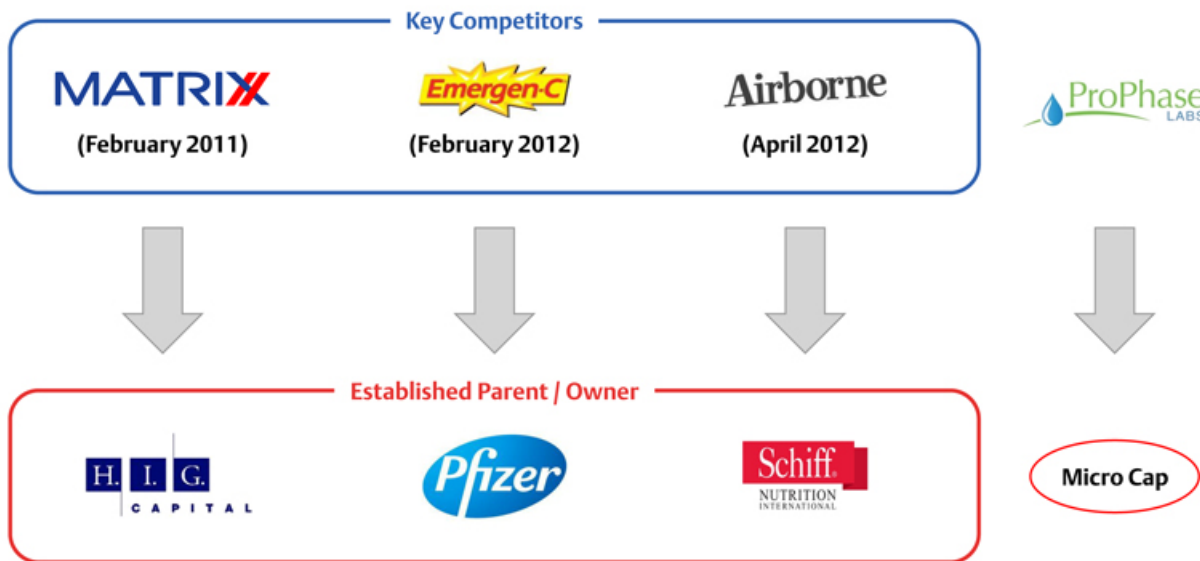 Key Competitors
MATRIXX
Emergen-C
Airborne
ProPhase
LABS
(February 2011)
(February 2012)
(April 2012)
Established Parent / Owner
H.I.G.
CAPITAL
Pfizer
Schiff®
NUTRITION
INTERNATIONAL
Micro Cap